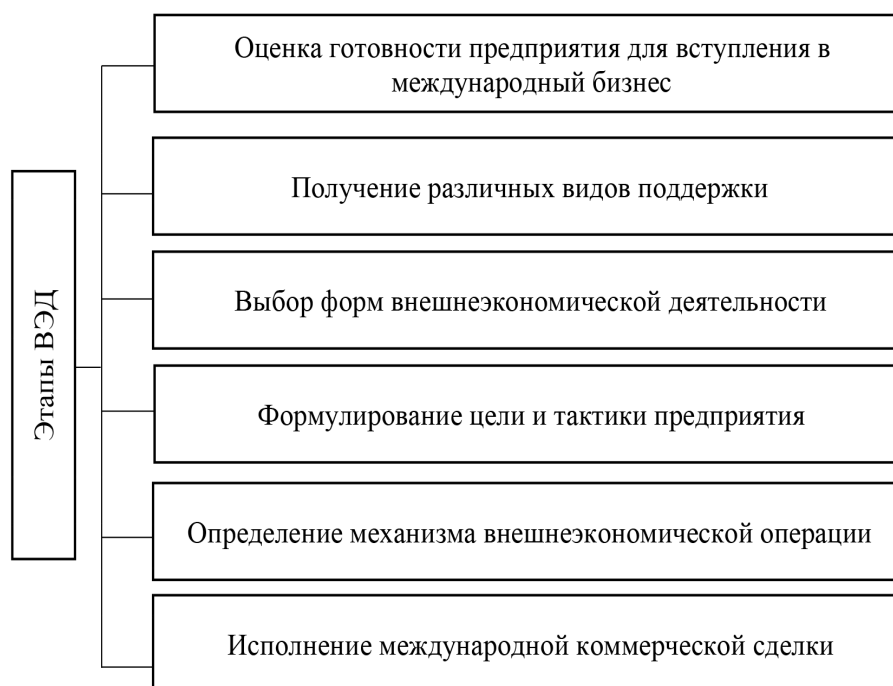 Этапы ВЭД
Оценка готовности предприятия для вступления в
международный бизнес
Получение различных видов поддержки
Выбор форм внешнеэкономической деятельности
Формулирование цели и тактики предприятия
Определение механизма внешнеэкономической операции
Исполнение международной коммерческой сделки